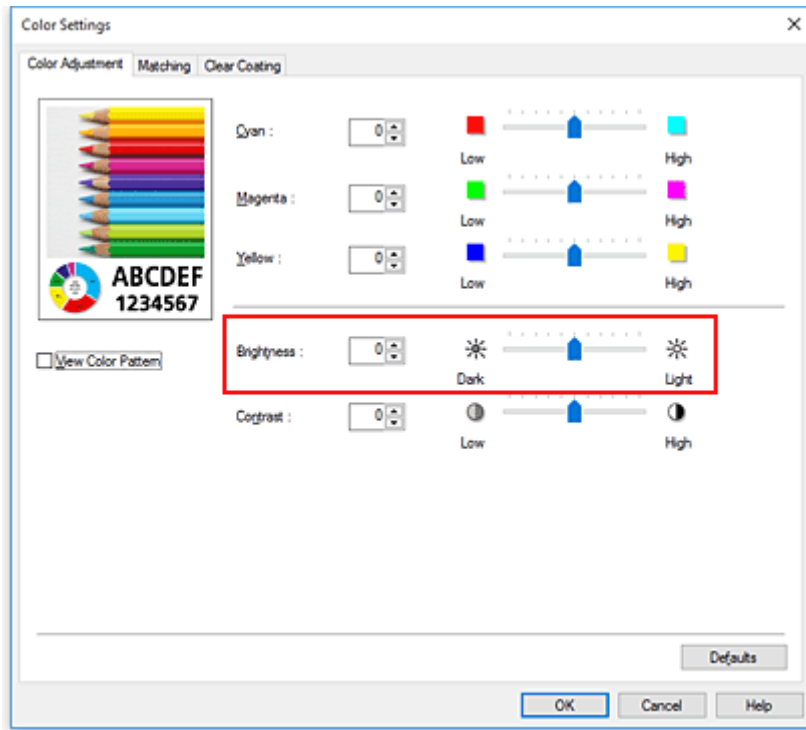 Color Settings
Color Adjustment Matching Clear Coating
Cyan : 0
Low High
Magenta : 0
Low High
Yellow : 0
Low High
ABCDEF
1234567
View Color Pattern
Brightness : 0
Dark Light
Contrast : 0
Low High
Defaults
OK Cancel Help